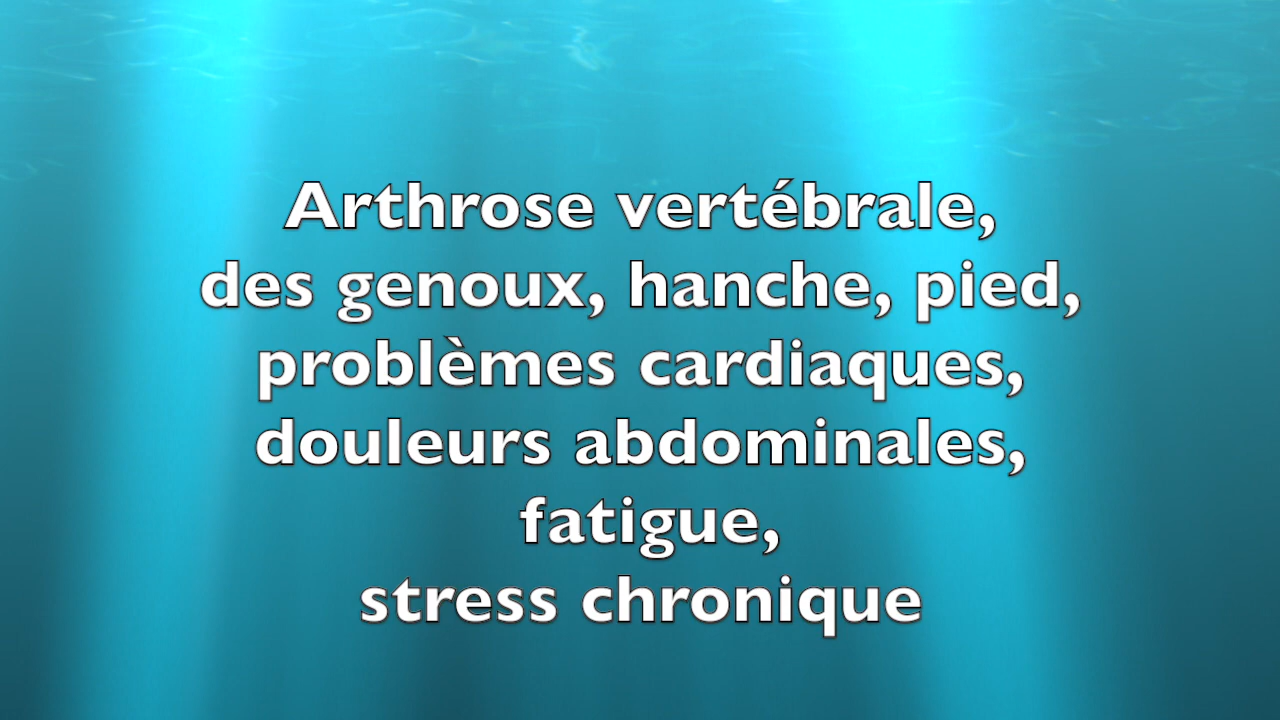 Arthrose vertébrale,
des genoux, hanche, pied,
problèmes cardiaques,
douleurs abdominales,
fatigue,
stress chronique